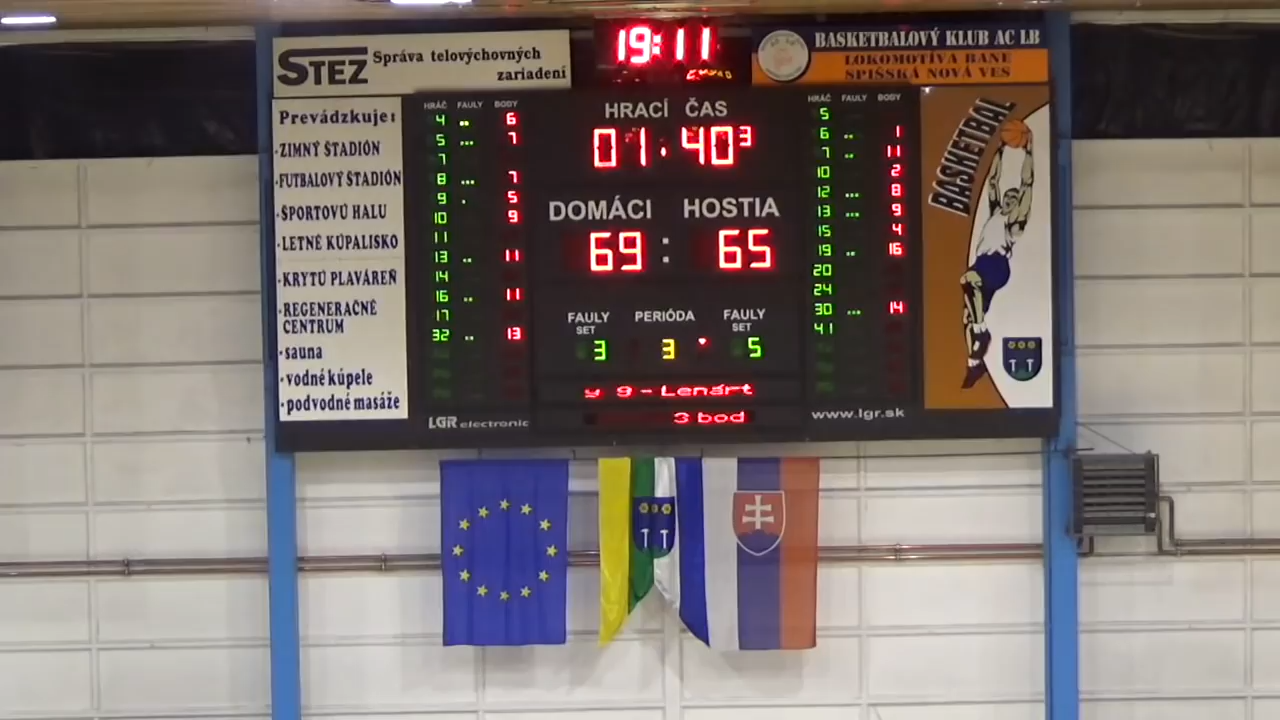 19:11
STEZ Správa telovýchovných
zariadení
BASKETBALOVÝ KLUB AC LB
LOKOMOTÍVA BANE
SPIŠSKÁ NOVÁ VES
Prevádzkuje:
·ZIMNÝ ŠTADIÓN
·FUTBALOVÝ ŠTADIÓN
·ŠPORTOVÚ HALU
·LETNÉ KÚPALISKO
·KRYTÚ PLAVÁREŇ
·REGENERAČNÉ
CENTRUM
·sauna
·vodné kúpele
·podvodné masáže
HRÁČ FAULY BODY
4 .. 6
5 ... 7
7
8 ... 7
9 . 5
10 9
11
13 .. 11
14
16 .. 11
17
32 .. 13
LGR electronic
HRACÍ ČAS
01:40 3
DOMÁCI HOSTIA
69 : 65
FAULY SET PERIÓDA FAULY SET
3 3 5
9 - Lenárt
3 bod
HRÁČ FAULY BODY
5
6 .. 1
7 .. 11
10 2
12 ... 8
13 ... 9
15 4
19 .. 16
20
24
30 ... 14
41
www.lgr.sk
BASKETBAL